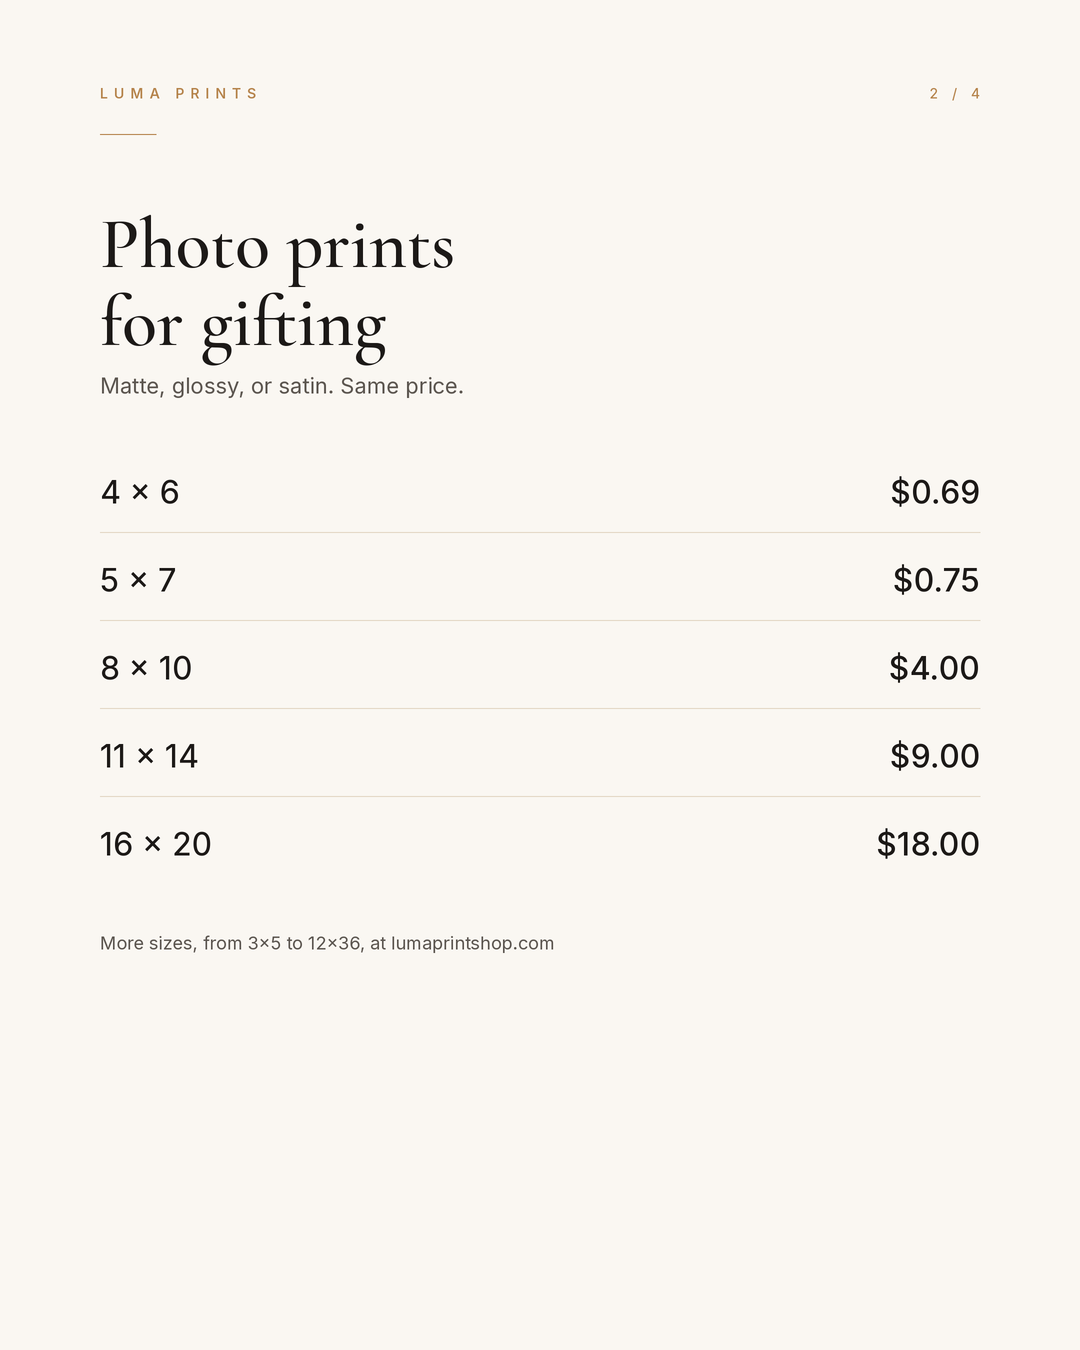 LUMA PRINTS 2 / 4
Photo prints
for gifting
Matte, glossy, or satin. Same price.
4 × 6 $0.69
5 × 7 $0.75
8 × 10 $4.00
11 × 14 $9.00
16 × 20 $18.00
More sizes, from 3×5 to 12×36, at lumaprintshop.com